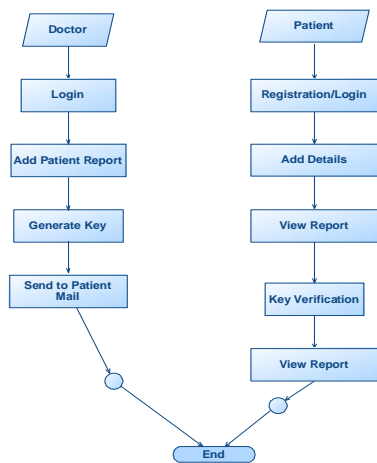 Doctor
Login
Add Patient Report
Generate Key
Send to Patient
Mail
Patient
Registration/Login
Add Details
View Report
Key Verification
View Report
End